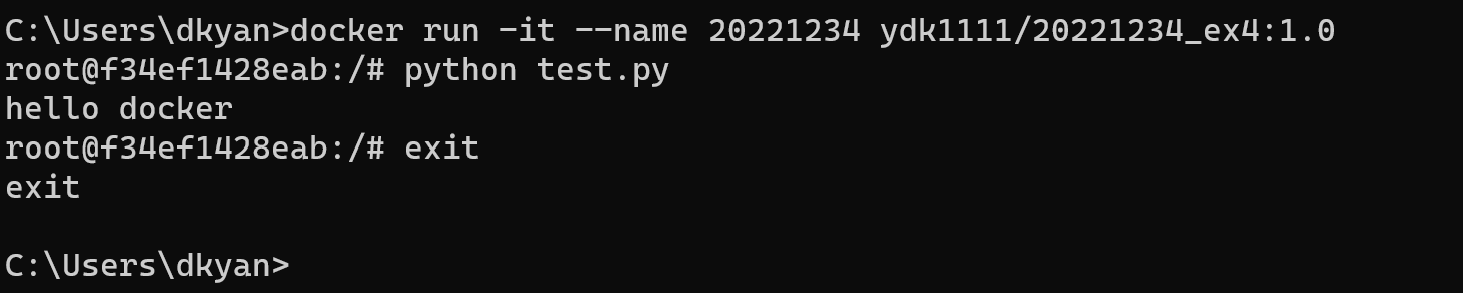 C:\Users\dkyan>docker run -it --name 20221234 ydk1111/20221234_ex4:1.0
root@f34ef1428eab:/# python test.py
hello docker
root@f34ef1428eab:/# exit
exit
C:\Users\dkyan>